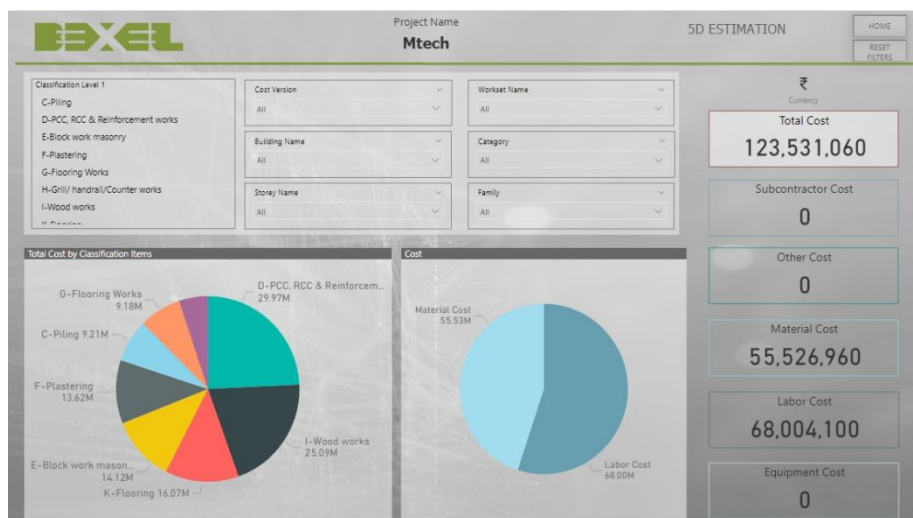 BEXEL
Project Name
Mtech
5D ESTIMATION
HOME
RESET
FILTERS
Classification Level 1
C-Piling
D-PCC, RCC & Reinforcement works
E-Block work masonry
F-Plastering
G-Flooring Works
H-Grill/ handrail/Counter works
I-Wood works
K-Flooring
Cost Version
All
Workset Name
All
Building Name
All
Category
All
Storey Name
All
Family
All
₹
Currency
Total Cost
123,531,060
Subcontractor Cost
0
Other Cost
0
Material Cost
55,526,960
Labor Cost
68,004,100
Equipment Cost
0
Total Cost by Classification Items
D-PCC, RCC & Reinforcem...
29.97M
G-Flooring Works
9.18M
C-Piling 9.21M
F-Plastering
13.62M
E-Block work mason...
14.12M
K-Flooring 16.07M
I-Wood works
25.09M
Cost
Material Cost
55.53M
Labor Cost
68.00M